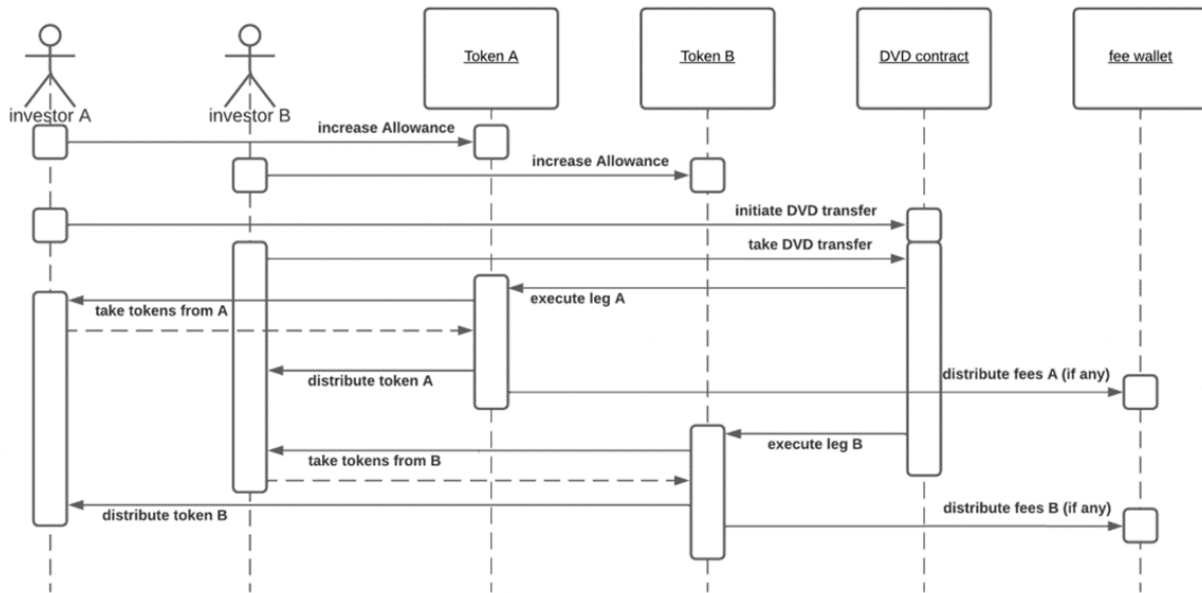 Token A
Token B
DVD contract
fee wallet
investor A
investor B
increase Allowance
increase Allowance
initiate DVD transfer
take DVD transfer
execute leg A
take tokens from A
distribute token A
distribute fees A (if any)
execute leg B
take tokens from B
distribute token B
distribute fees B (if any)